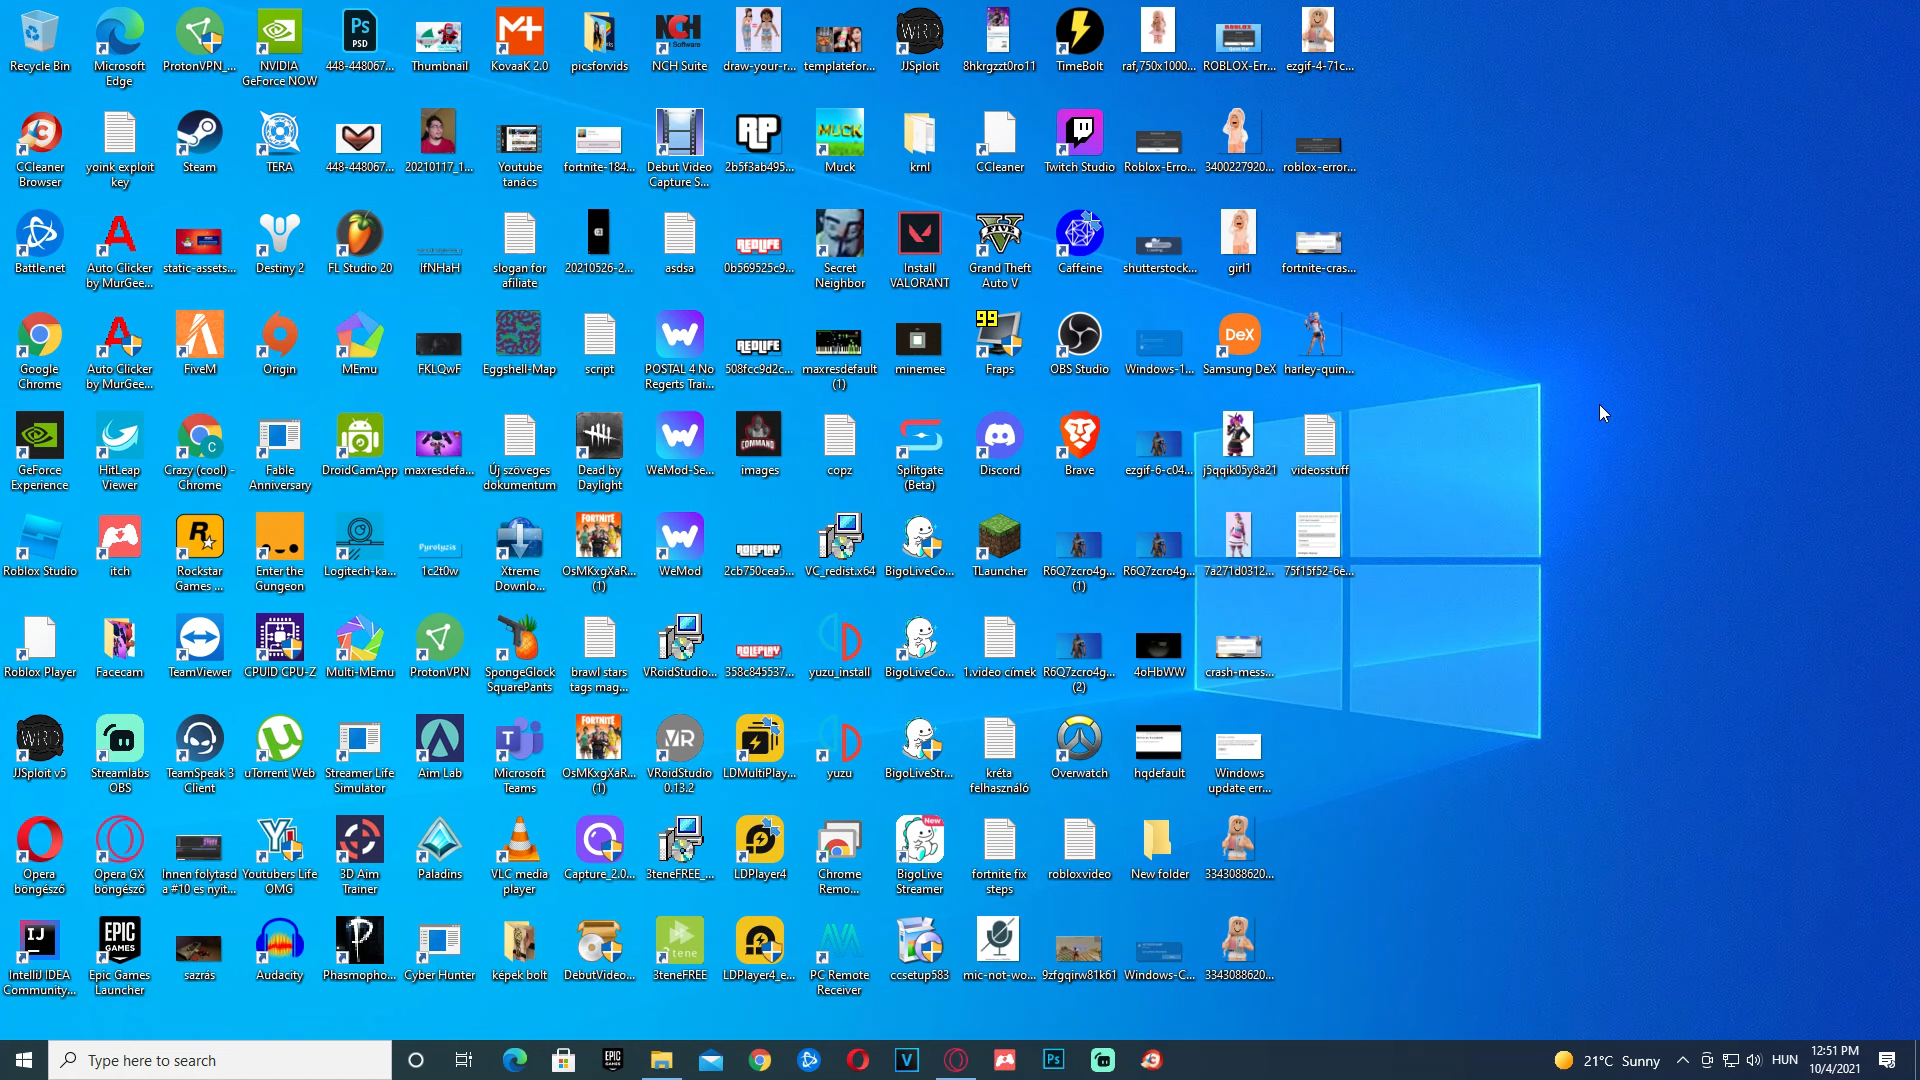 Recycle Bin
Microsoft
Edge
ProtonVPN_...
NVIDIA
GeForce NOW
448-448067...
Thumbnail
KovaaK 2.0
picsforvids
NCH Suite
draw-your-r...
templatefor...
JJSploit
8hkrgzzt0ro11
TimeBolt
raf,750x1000...
ROBLOX-Err...
ezgif-4-71c...
CCleaner
Browser
yoink exploit
key
Steam
TERA
448-448067...
20210117_1...
Youtube
tanács
fortnite-184...
Debut Video
Capture S...
2b5f3ab495...
Muck
krnl
CCleaner
Twitch Studio
Roblox-Erro...
3400227920...
roblox-error...
Battle.net
Auto Clicker
by MurGee...
static-assets...
Destiny 2
FL Studio 20
IfNHaH
slogan for
afiliate
20210526-2...
asdsa
0b569525c9...
Secret
Neighbor
Install
VALORANT
Grand Theft
Auto V
Caffeine
shutterstock...
girl1
fortnite-cras...
Google
Chrome
Auto Clicker
by MurGee...
FiveM
Origin
MEmu
FKLQwF
Eggshell-Map
script
POSTAL 4 No
Regerts Trai...
508fcc9d2c...
maxresdefault
(1)
minemee
Fraps
OBS Studio
Windows-1...
Samsung DeX
harley-quin...
GeForce
Experience
HitLeap
Viewer
Crazy (cool) -
Chrome
Fable
Anniversary
DroidCamApp
maxresdefa...
Új szöveges
dokumentum
Dead by
Daylight
WeMod-Se...
images
copz
Splitgate
(Beta)
Discord
Brave
ezgif-6-c04...
j5qqik05y8a21
videosstuff
Roblox Studio
itch
Rockstar
Games ...
Enter the
Gungeon
Logitech-ka...
1c2t0w
Xtreme
Downlo...
OsMKxgXaR...
(1)
WeMod
2cb750cea5...
VC_redist.x64
BigoLiveCo...
TLauncher
R6Q7zcro4g...
(1)
R6Q7zcro4g...
7a271d0312...
75f15f52-6e...
Roblox Player
Facecam
TeamViewer
CPUID CPU-Z
Multi-MEmu
ProtonVPN
SpongeGlock
SquarePants
brawl stars
tags mag...
VRoidStudio...
358c845537...
yuzu_install
BigoLiveCo...
1.video címek
R6Q7zcro4g...
(2)
4oHbWW
crash-mess...
JJSploit v5
Streamlabs
OBS
TeamSpeak 3
Client
uTorrent Web
Streamer Life
Simulator
Aim Lab
Microsoft
Teams
OsMKxgXaR...
(1)
VRoidStudio
0.13.2
LDMultiPlay...
yuzu
BigoLiveStr...
kréta
felhasználó
Overwatch
hqdefault
Windows
update err...
Opera
böngésző
Opera GX
böngésző
Innen folytasd
a #10 es nyit...
Youtubers Life
OMG
3D Aim
Trainer
Paladins
VLC media
player
Capture_2.0...
3teneFREE_...
LDPlayer4
Chrome
Remo...
BigoLive
Streamer
fortnite fix
steps
robloxvideo
New folder
3343088620...
IntelliJ IDEA
Community...
Epic Games
Launcher
sazrás
Audacity
Phasmopho...
Cyber Hunter
képek bolt
DebutVideo...
3teneFREE
LDPlayer4_e...
PC Remote
Receiver
ccsetup583
mic-not-wo...
9zfgqirw81k61
Windows-C...
3343088620...
Type here to search
21°C Sunny
HUN
12:51 PM
10/4/2021